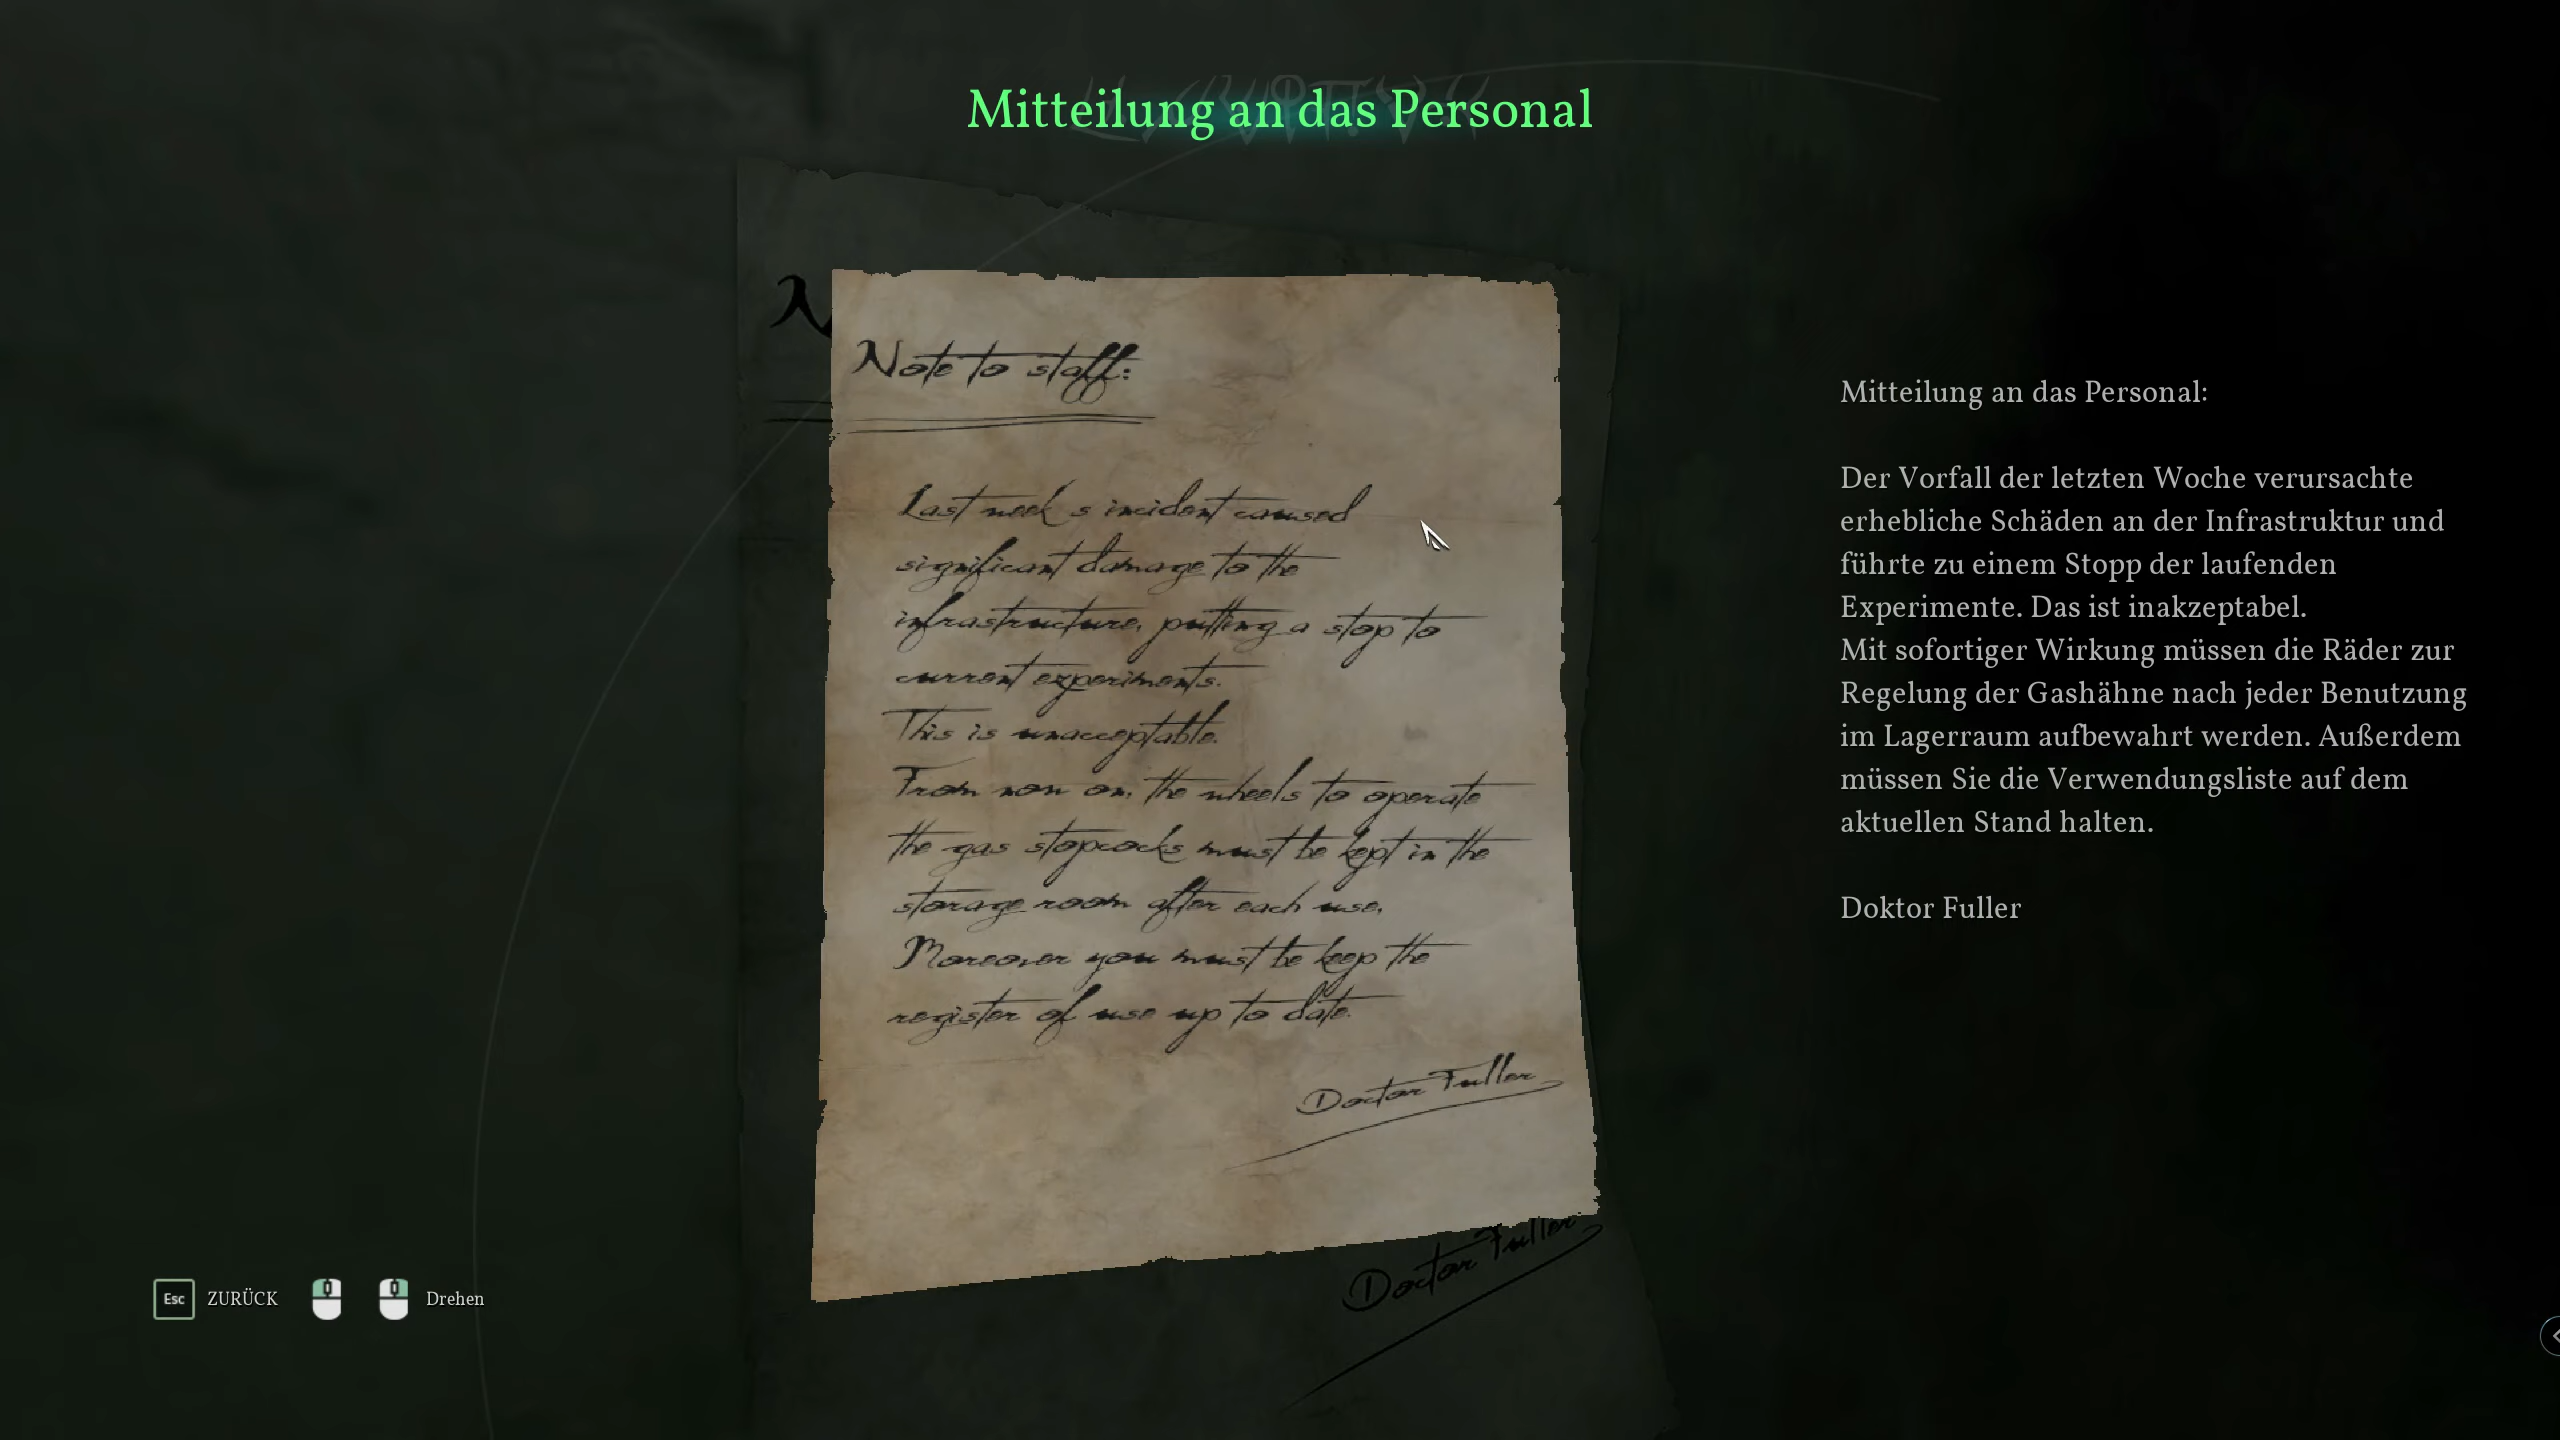 Mitteilung an das Personal
Note to staff:
Last week s incident caused
significant damage to the
infrastructure, putting a stop to
current experiments.
This is unacceptable.
From now on, the wheels to operate
the gas stopcocks must be kept in the
storage room after each use.
Moreover you must be keep the
register of use up to date.
Doctor Fuller
Doctor Fuller
Mitteilung an das Personal:
Der Vorfall der letzten Woche verursachte
erhebliche Schäden an der Infrastruktur und
führte zu einem Stopp der laufenden
Experimente. Das ist inakzeptabel.
Mit sofortiger Wirkung müssen die Räder zur
Regelung der Gashähne nach jeder Benutzung
im Lagerraum aufbewahrt werden. Außerdem
müssen Sie die Verwendungsliste auf dem
aktuellen Stand halten.
Doktor Fuller
Esc ZURÜCK Drehen